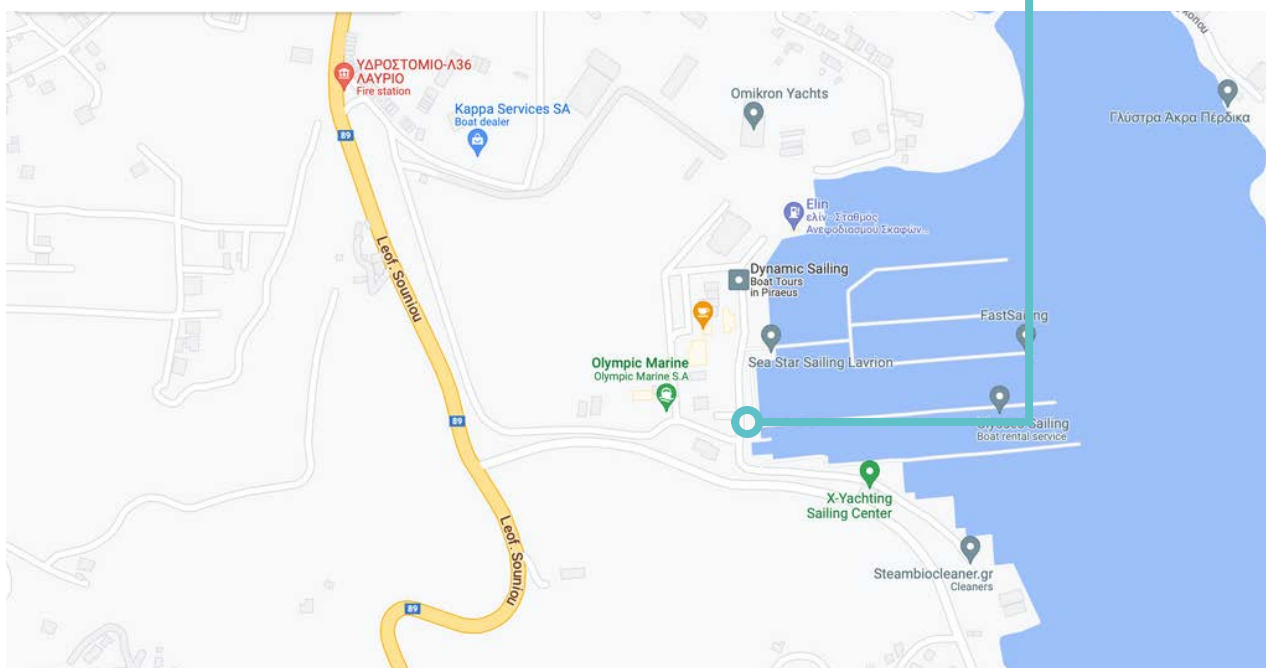 ΥΔΡΟΣΤΟΜΙΟ-Λ36
ΛΑΥΡΙΟ
Fire station
Kappa Services SA
Boat dealer
89
Omikron Yachts
Γλύστρα Άκρα Πέρδικα
Elin
ελίν - Σταθμος
Ανεφοδιασμού Σκαφων...
Leof. Souniou
Dynamic Sailing
Boat Tours
in Piraeus
FastSailing
Sea Star Sailing Lavrion
Olympic Marine
Olympic Marine S.A
89
Sailing
Boat rental service
X-Yachting
Sailing Center
Leof. Souniou
Steambiocleaner.gr
Cleaners
89